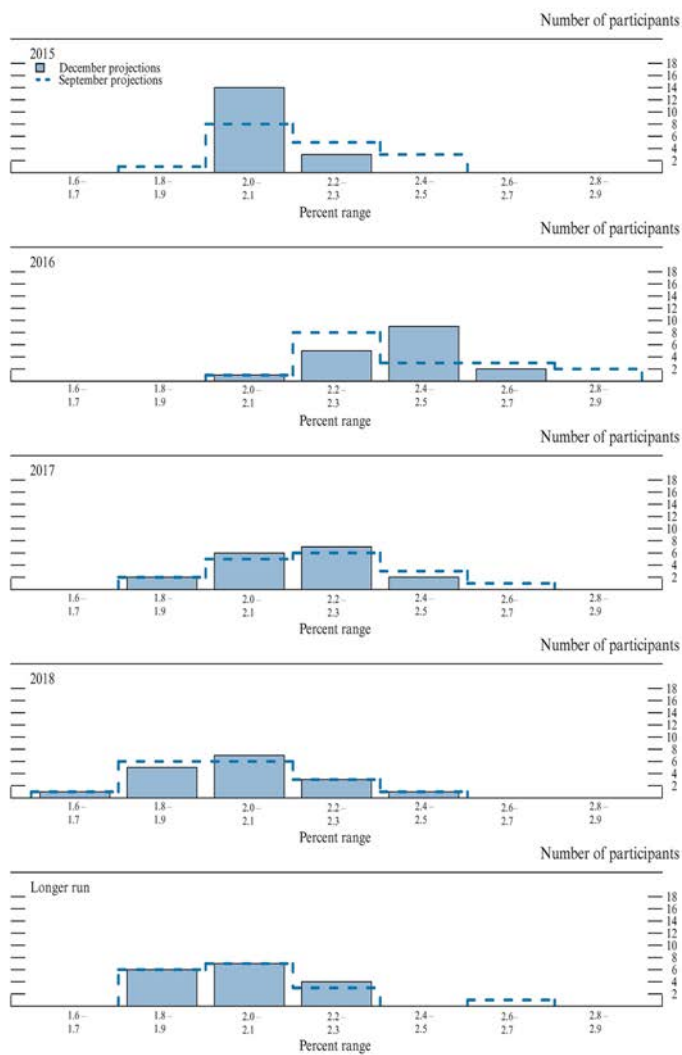 Number of participants
2015
December projections
September projections
18
16
14
12
10
8
6
4
2
1.6– 1.8– 2.0– 2.2– 2.4– 2.6– 2.8–
1.7 1.9 2.1 2.3 2.5 2.7 2.9
Percent range
Number of participants
2016
18
16
14
12
10
8
6
4
2
1.6– 1.8– 2.0– 2.2– 2.4– 2.6– 2.8–
1.7 1.9 2.1 2.3 2.5 2.7 2.9
Percent range
Number of participants
2017
18
16
14
12
10
8
6
4
2
1.6– 1.8– 2.0– 2.2– 2.4– 2.6– 2.8–
1.7 1.9 2.1 2.3 2.5 2.7 2.9
Percent range
Number of participants
2018
18
16
14
12
10
8
6
4
2
1.6– 1.8– 2.0– 2.2– 2.4– 2.6– 2.8–
1.7 1.9 2.1 2.3 2.5 2.7 2.9
Percent range
Number of participants
Longer run
18
16
14
12
10
8
6
4
2
1.6– 1.8– 2.0– 2.2– 2.4– 2.6– 2.8–
1.7 1.9 2.1 2.3 2.5 2.7 2.9
Percent range